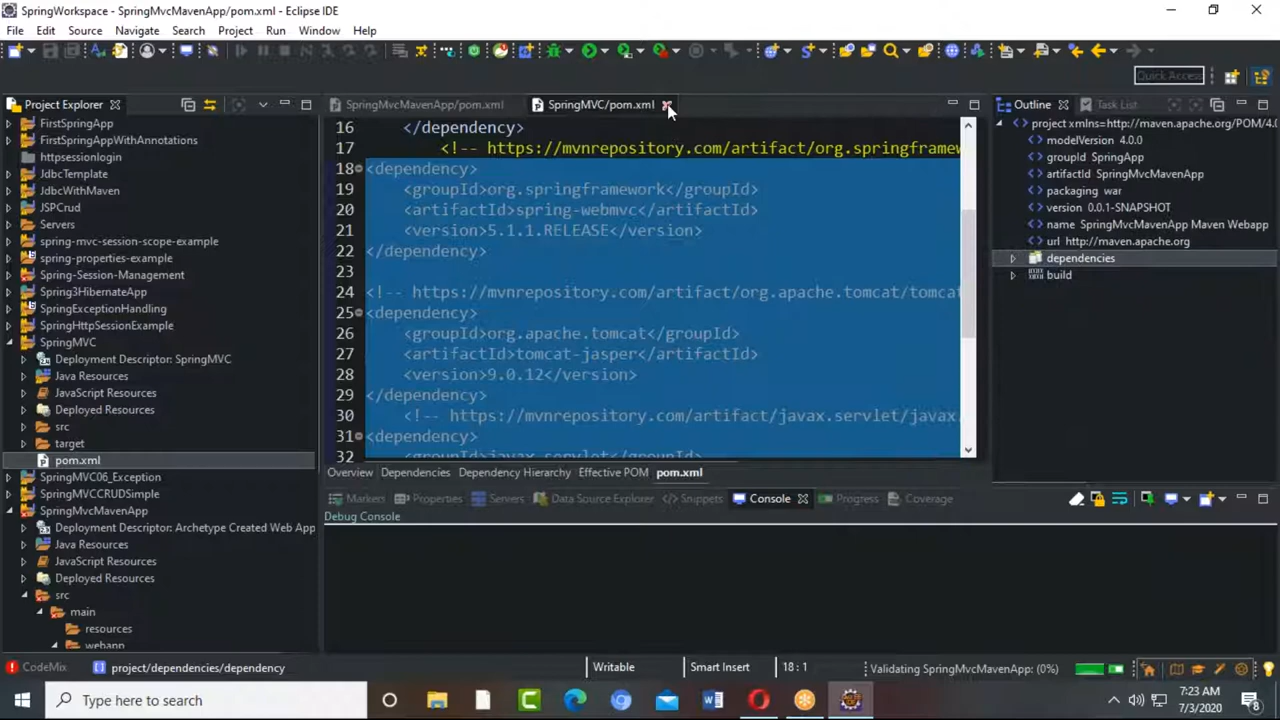 SpringWorkspace - SpringMvcMavenApp/pom.xml - Eclipse IDE
File Edit Source Navigate Search Project Run Window Help
Quick Access
Project Explorer
FirstSpringApp
FirstSpringAppWithAnnotations
httpsessionlogin
JdbcTemplate
JdbcWithMaven
JSPCrud
Servers
spring-mvc-session-scope-example
spring-properties-example
Spring-Session-Management
Spring3HibernateApp
SpringExceptionHandling
SpringHttpSessionExample
SpringMVC
Deployment Descriptor: SpringMVC
Java Resources
JavaScript Resources
Deployed Resources
src
target
pom.xml
SpringMVC06_Exception
SpringMVCCRUDSimple
SpringMvcMavenApp
Deployment Descriptor: Archetype Created Web App
Java Resources
JavaScript Resources
Deployed Resources
src
main
resources
webapp
SpringMvcMavenApp/pom.xml SpringMVC/pom.xml
16 </dependency>
17 <!-- https://mvnrepository.com/artifact/org.springframew
18 <dependency>
19 <groupId>org.springframework</groupId>
20 <artifactId>spring-webmvc</artifactId>
21 <version>5.1.1.RELEASE</version>
22 </dependency>
23
24 <!-- https://mvnrepository.com/artifact/org.apache.tomcat/tomcat
25 <dependency>
26 <groupId>org.apache.tomcat</groupId>
27 <artifactId>tomcat-jasper</artifactId>
28 <version>9.0.12</version>
29 </dependency>
30 <!-- https://mvnrepository.com/artifact/javax.servlet/javax.
31 <dependency>
32 <groupId>javax.servlet</groupId>
Overview Dependencies Dependency Hierarchy Effective POM pom.xml
Markers Properties Servers Data Source Explorer Snippets Console Progress Coverage
Debug Console
Outline Task List
project xmlns=http://maven.apache.org/POM/4.0
modelVersion 4.0.0
groupId SpringApp
artifactId SpringMvcMavenApp
packaging war
version 0.0.1-SNAPSHOT
name SpringMvcMavenApp Maven Webapp
url http://maven.apache.org
dependencies
build
CodeMix project/dependencies/dependency Writable Smart Insert 18 : 1 Validating SpringMvcMavenApp: (0%)
Type here to search
7:23 AM
7/3/2020
8